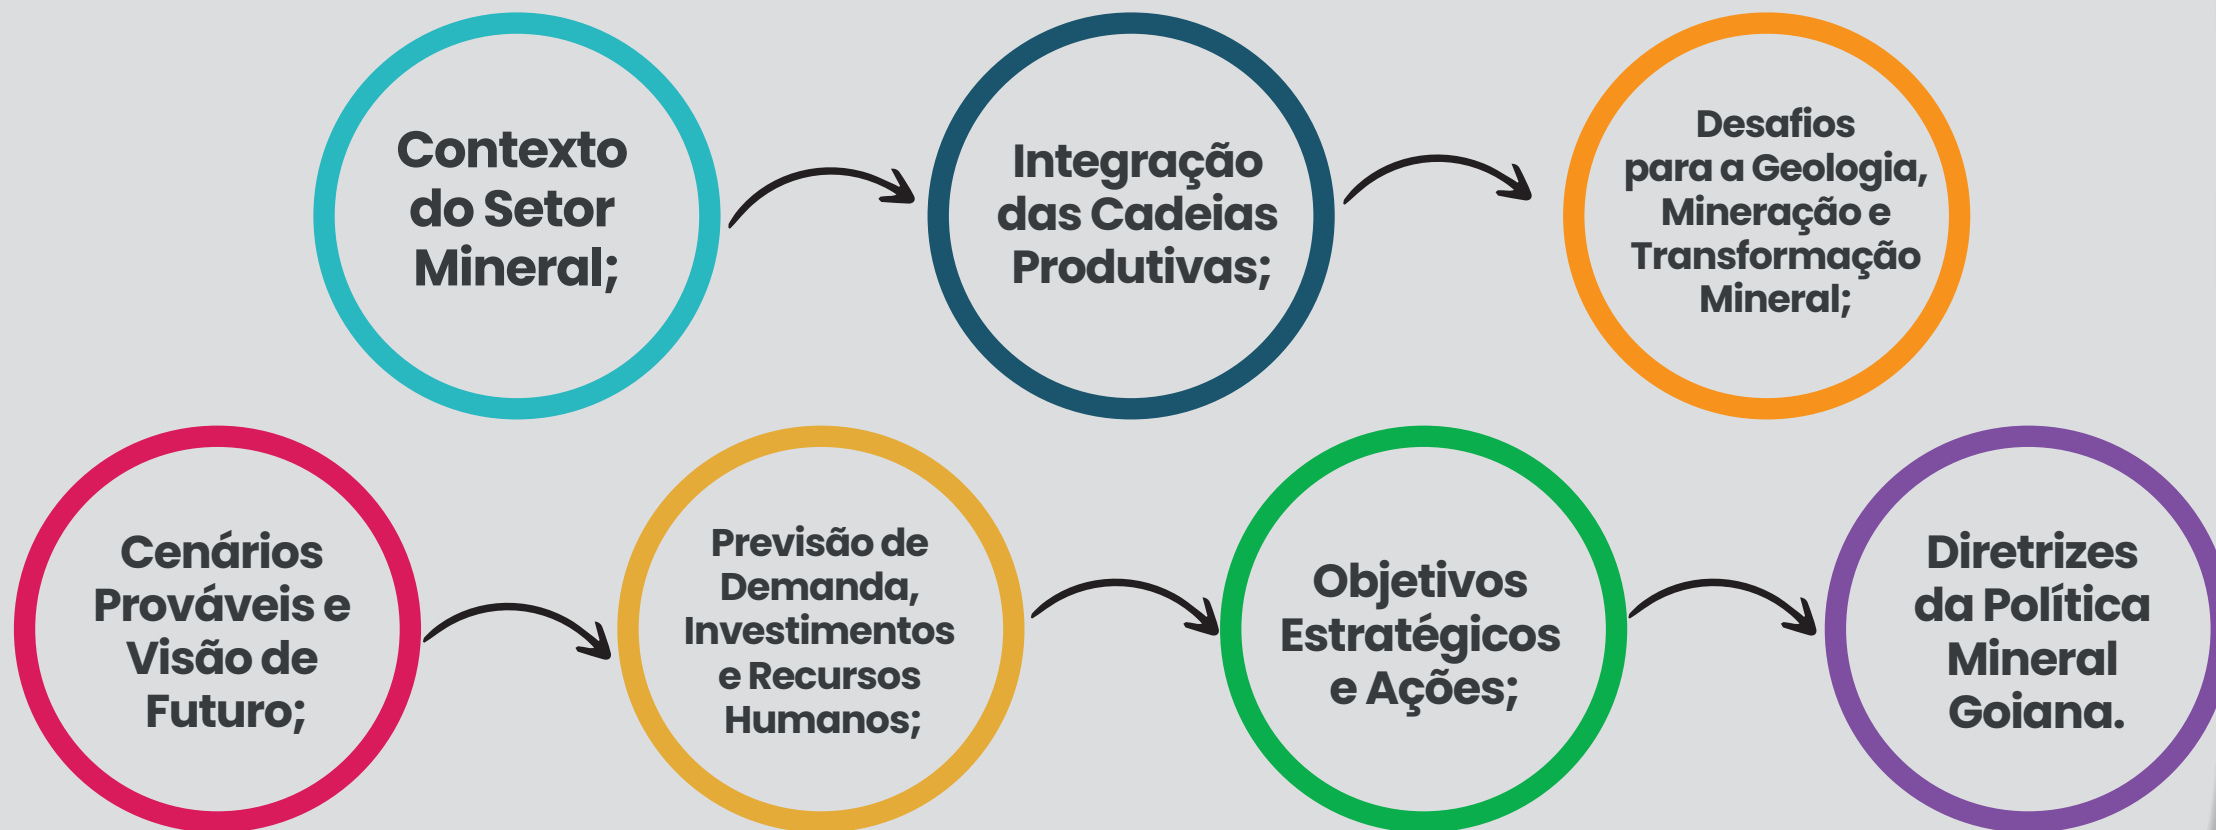 Contexto
do Setor
Mineral;
Integração
das Cadeias
Produtivas;
Desafios
para a Geologia,
Mineração e
Transformação
Mineral;
Cenários
Prováveis e
Visão de
Futuro;
Previsão de
Demanda,
Investimentos
e Recursos
Humanos;
Objetivos
Estratégicos
e Ações;
Diretrizes
da Política
Mineral
Goiana.